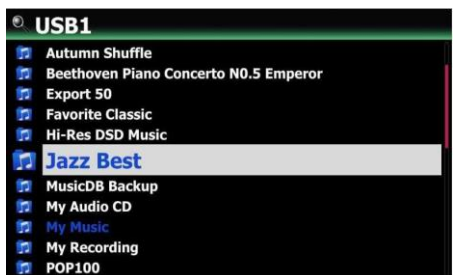 USB1
Autumn Shuffle
Beethoven Piano Concerto N0.5 Emperor
Export 50
Favorite Classic
Hi-Res DSD Music
Jazz Best
MusicDB Backup
My Audio CD
My Music
My Recording
POP100